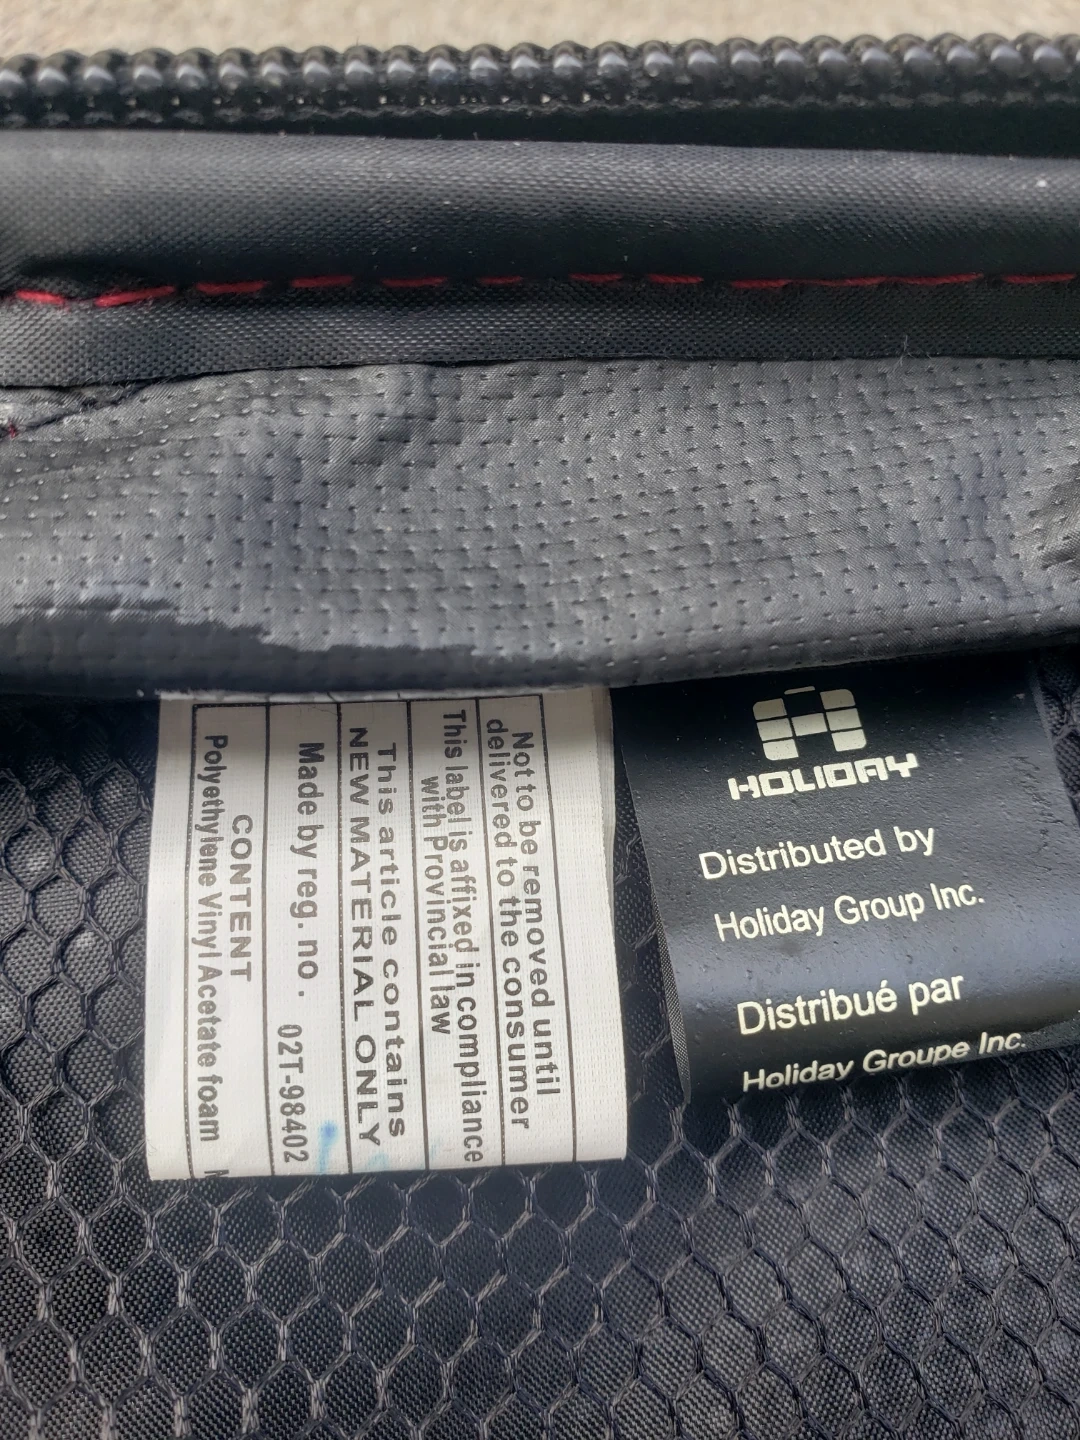 Not to be removed until
delivered to the consumer
This label is affixed in compliance
with Provincial law
This article contains
NEW MATERIAL ONLY
Made by reg. no . 02T-98402
CONTENT
Polyethylene Vinyl Acetate foam
HOLIDAY
Distributed by
Holiday Group Inc.
Distribué par
Holiday Groupe Inc.